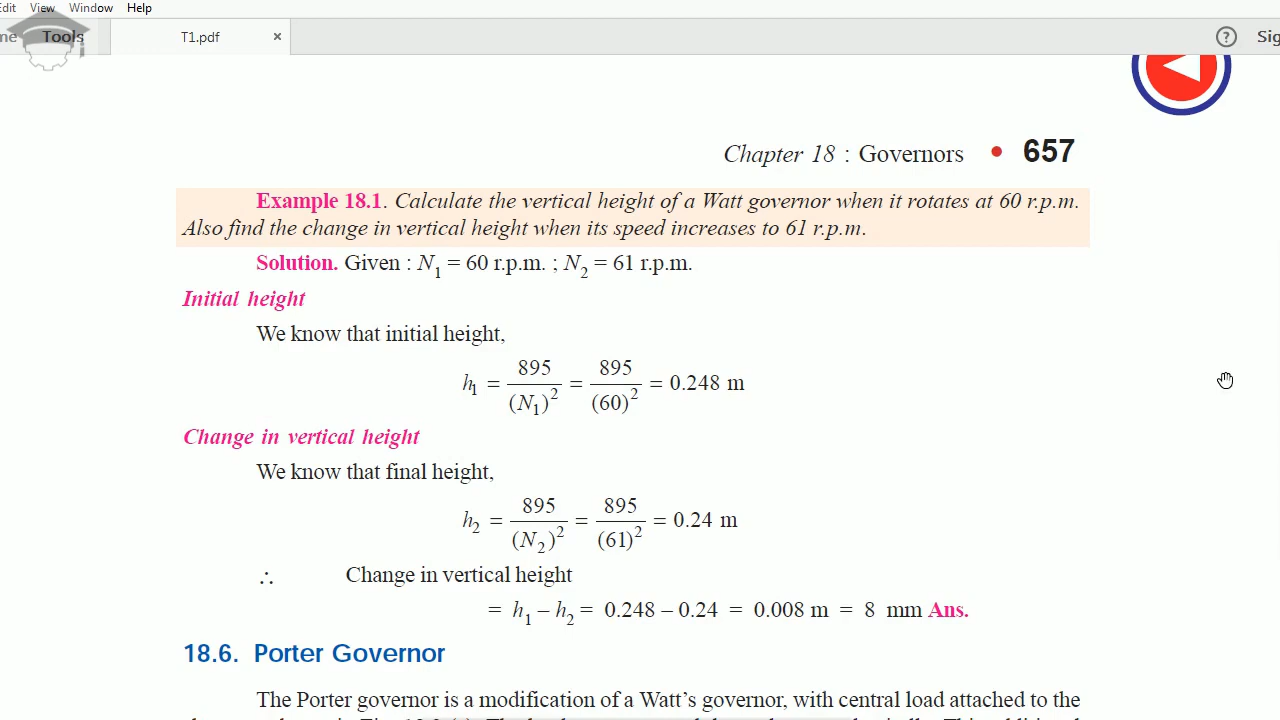 Edit View Window Help
Tools T1.pdf × ?
Chapter 18 : Governors • 657
Example 18.1. Calculate the vertical height of a Watt governor when it rotates at 60 r.p.m.
Also find the change in vertical height when its speed increases to 61 r.p.m.
Solution. Given : N₁ = 60 r.p.m. ; N₂ = 61 r.p.m.
Initial height
We know that initial height,
h₁ = 895/(N₁)² = 895/(60)² = 0.248 m
Change in vertical height
We know that final height,
h₂ = 895/(N₂)² = 895/(61)² = 0.24 m
∴ Change in vertical height
= h₁ – h₂ = 0.248 – 0.24 = 0.008 m = 8 mm Ans.
18.6. Porter Governor
The Porter governor is a modification of a Watt's governor, with central load attached to the